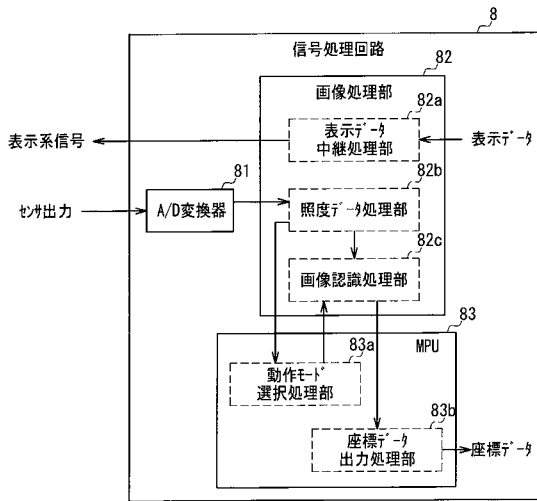 8
信号処理回路
82
画像処理部
82a
表示データ
中継処理部
表示系信号
表示データ
81
82b
センサ出力
A/D変換器
照度データ処理部
82c
画像認識処理部
83
83a
MPU
動作モード
選択処理部
83b
座標データ
出力処理部
座標データ